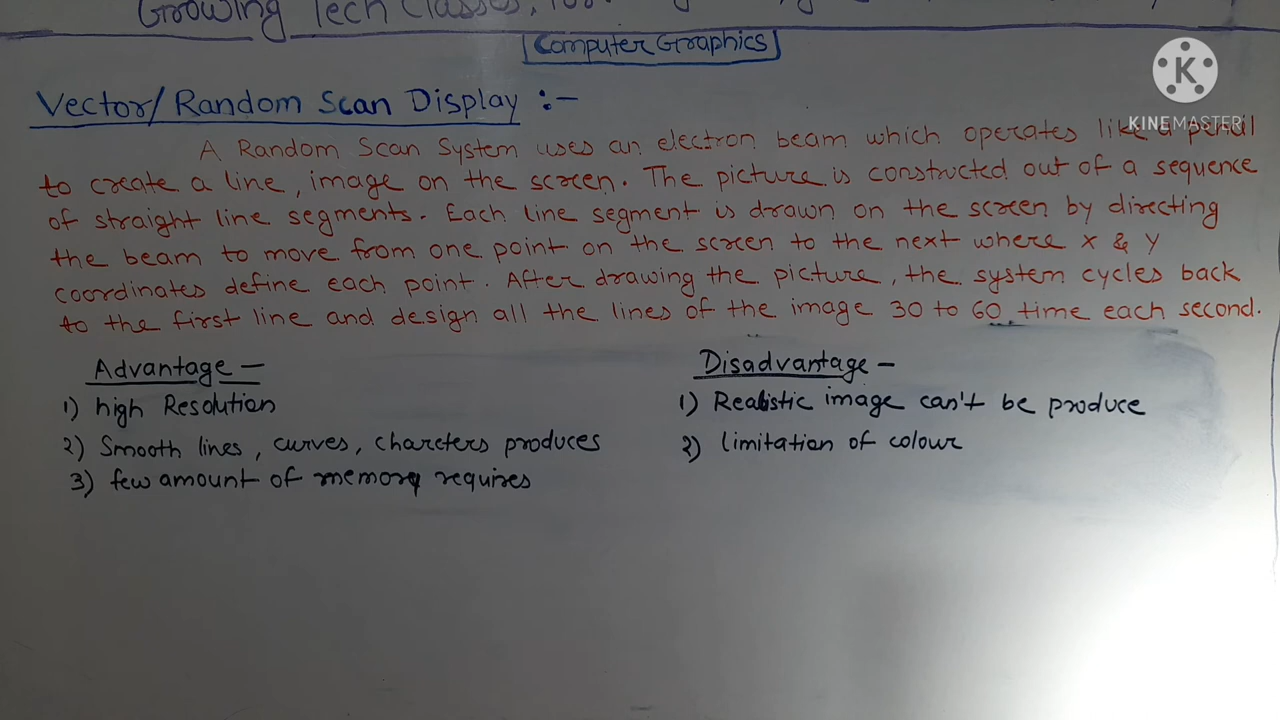 Growing Tech Classes,
Computer Graphics
KINEMASTER
Vector/Random Scan Display :-
A Random Scan System uses an electron beam which operates like a pencil
to create a line, image on the screen. The picture is constructed out of a sequence
of straight line segments. Each line segment is drawn on the screen by directing
the beam to move from one point on the screen to the next where x & y
coordinates define each point. After drawing the picture, the system cycles back
to the first line and design all the lines of the image 30 to 60 time each second.
Advantage -
1) high Resolution
2) Smooth lines, curves, charcters produces
3) few amount of memory requires
Disadvantage -
1) Realistic image can't be produce
2) limitation of colour